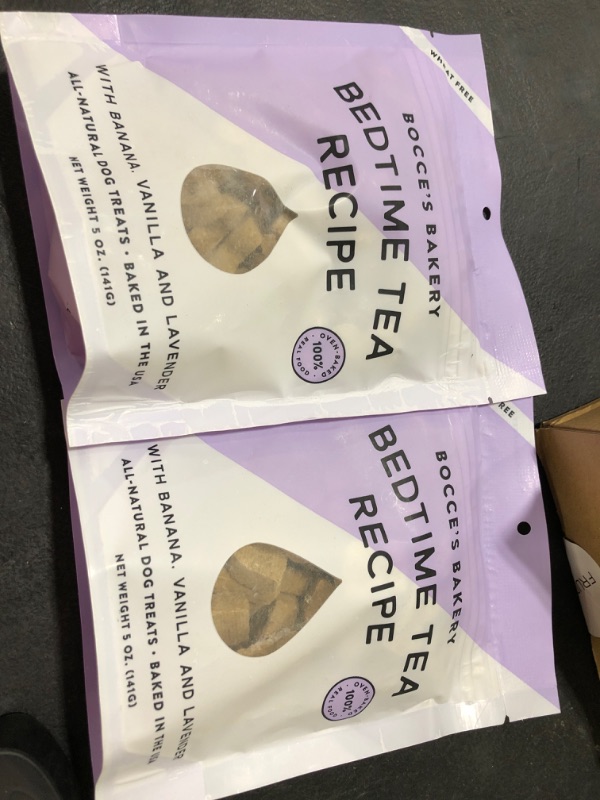 WHEAT FREE
BOCCE'S BAKERY
BEDTIME TEA
RECIPE
OVEN-BAKED
100%
REAL FOOD
WITH BANANA, VANILLA AND LAVENDER
ALL-NATURAL DOG TREATS • BAKED IN THE USA
NET WEIGHT 5 OZ. (141G)
FREE
BOCCE'S BAKERY
BEDTIME TEA
RECIPE
OVEN-BAKED
100%
REAL FOOD
WITH BANANA, VANILLA AND LAVENDER
ALL-NATURAL DOG TREATS • BAKED IN THE USA
NET WEIGHT 5 OZ. (141G)